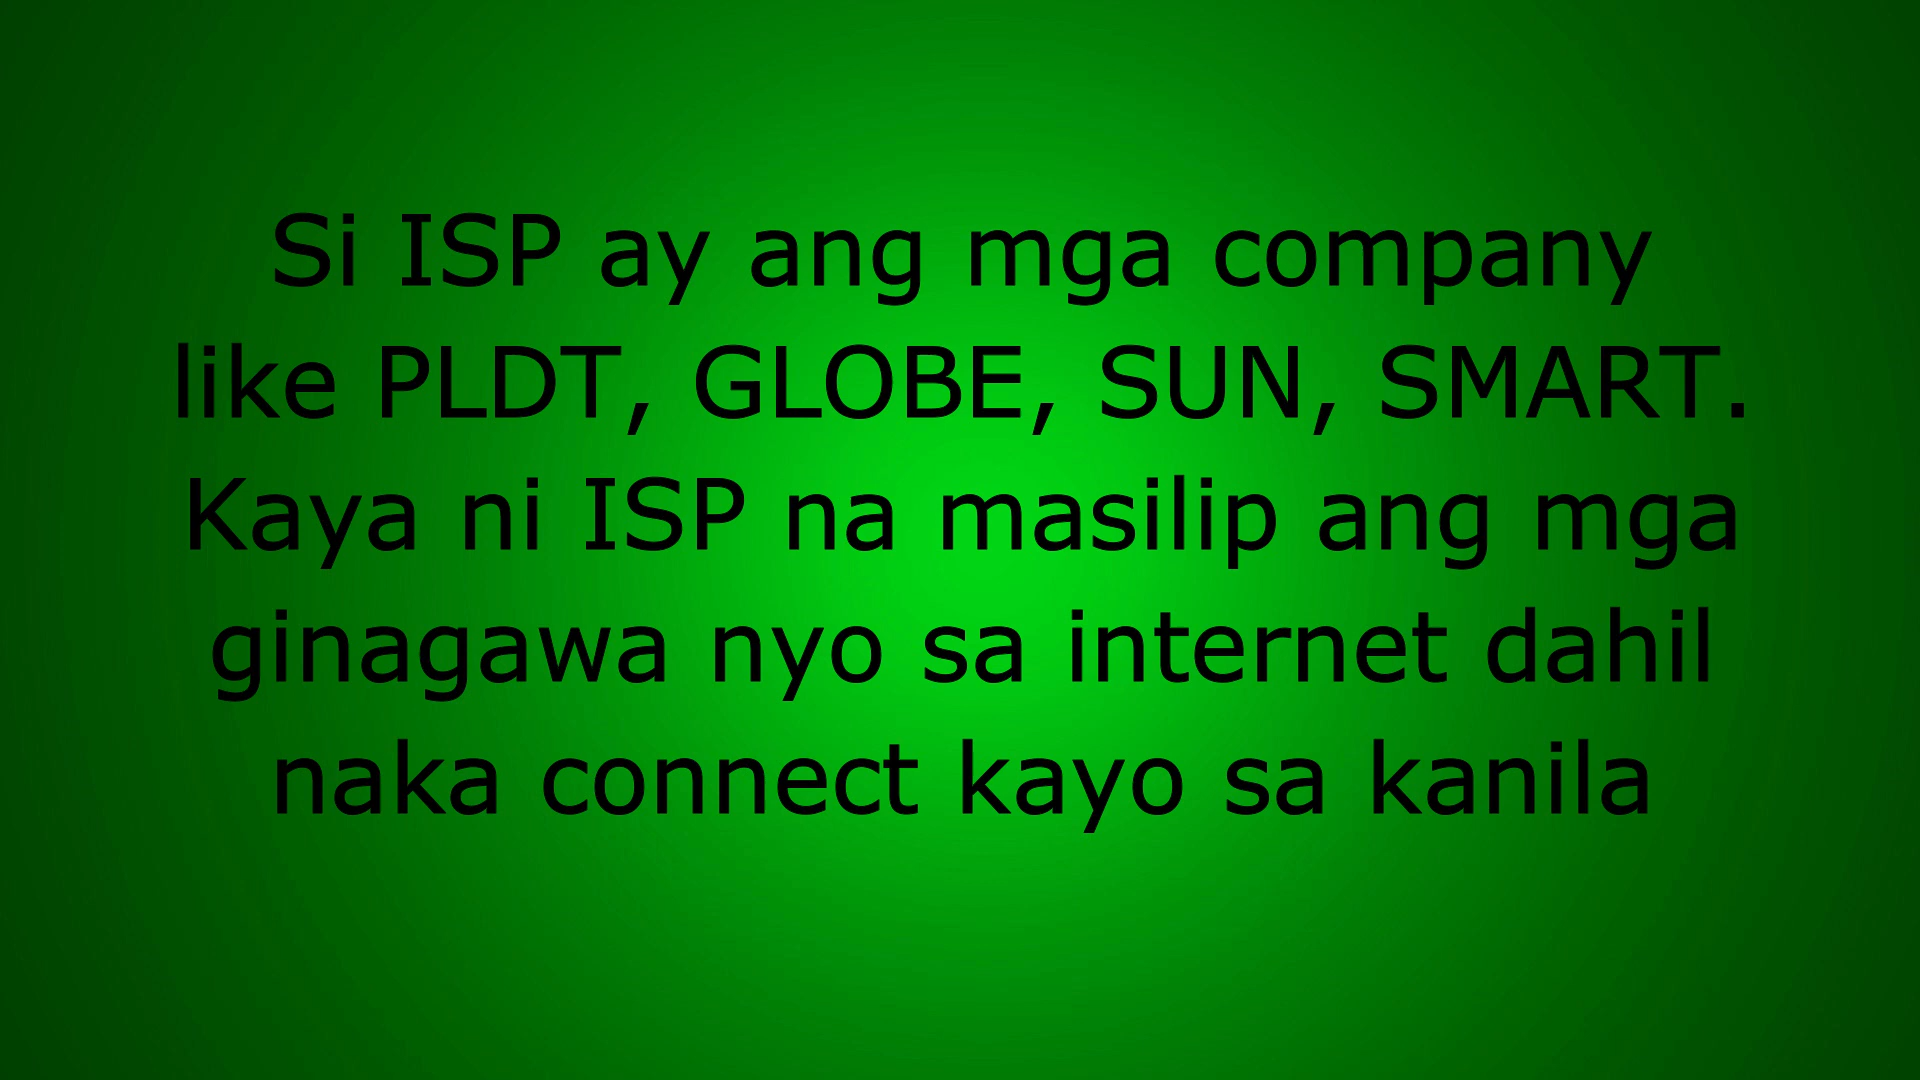 Si ISP ay ang mga company
like PLDT, GLOBE, SUN, SMART.
Kaya ni ISP na masilip ang mga
ginagawa nyo sa internet dahil
naka connect kayo sa kanila